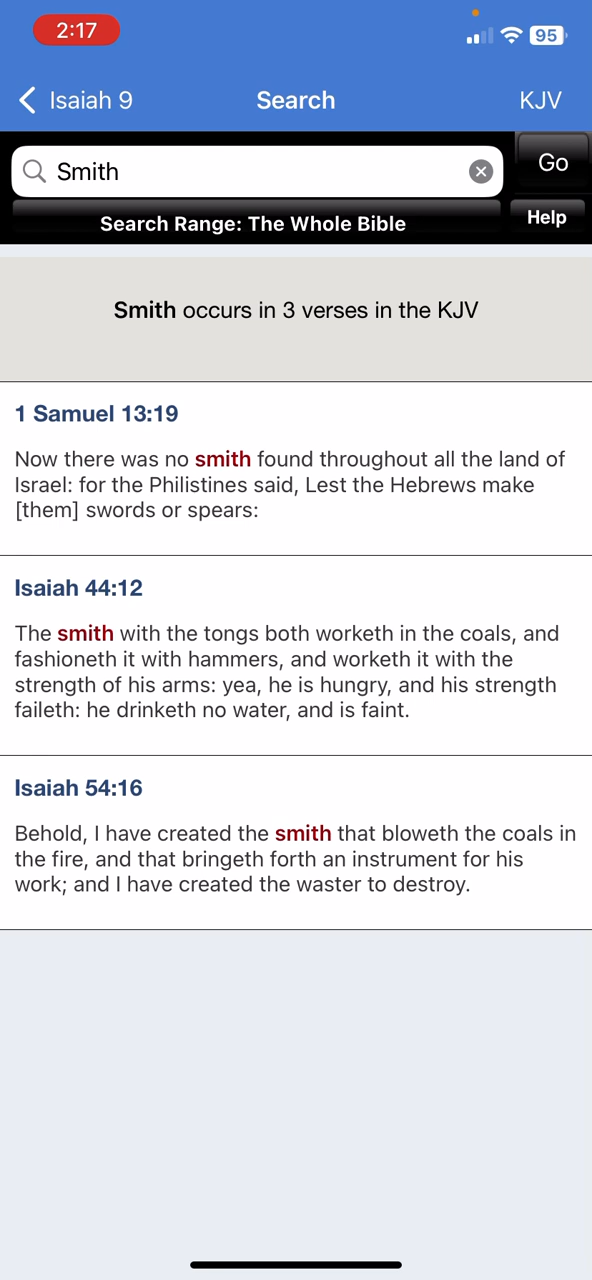 2:17
95
Isaiah 9
Search
KJV
Smith
Go
Search Range: The Whole Bible
Help
Smith occurs in 3 verses in the KJV
1 Samuel 13:19
Now there was no smith found throughout all the land of
Israel: for the Philistines said, Lest the Hebrews make
[them] swords or spears:
Isaiah 44:12
The smith with the tongs both worketh in the coals, and
fashioneth it with hammers, and worketh it with the
strength of his arms: yea, he is hungry, and his strength
faileth: he drinketh no water, and is faint.
Isaiah 54:16
Behold, I have created the smith that bloweth the coals in
the fire, and that bringeth forth an instrument for his
work; and I have created the waster to destroy.